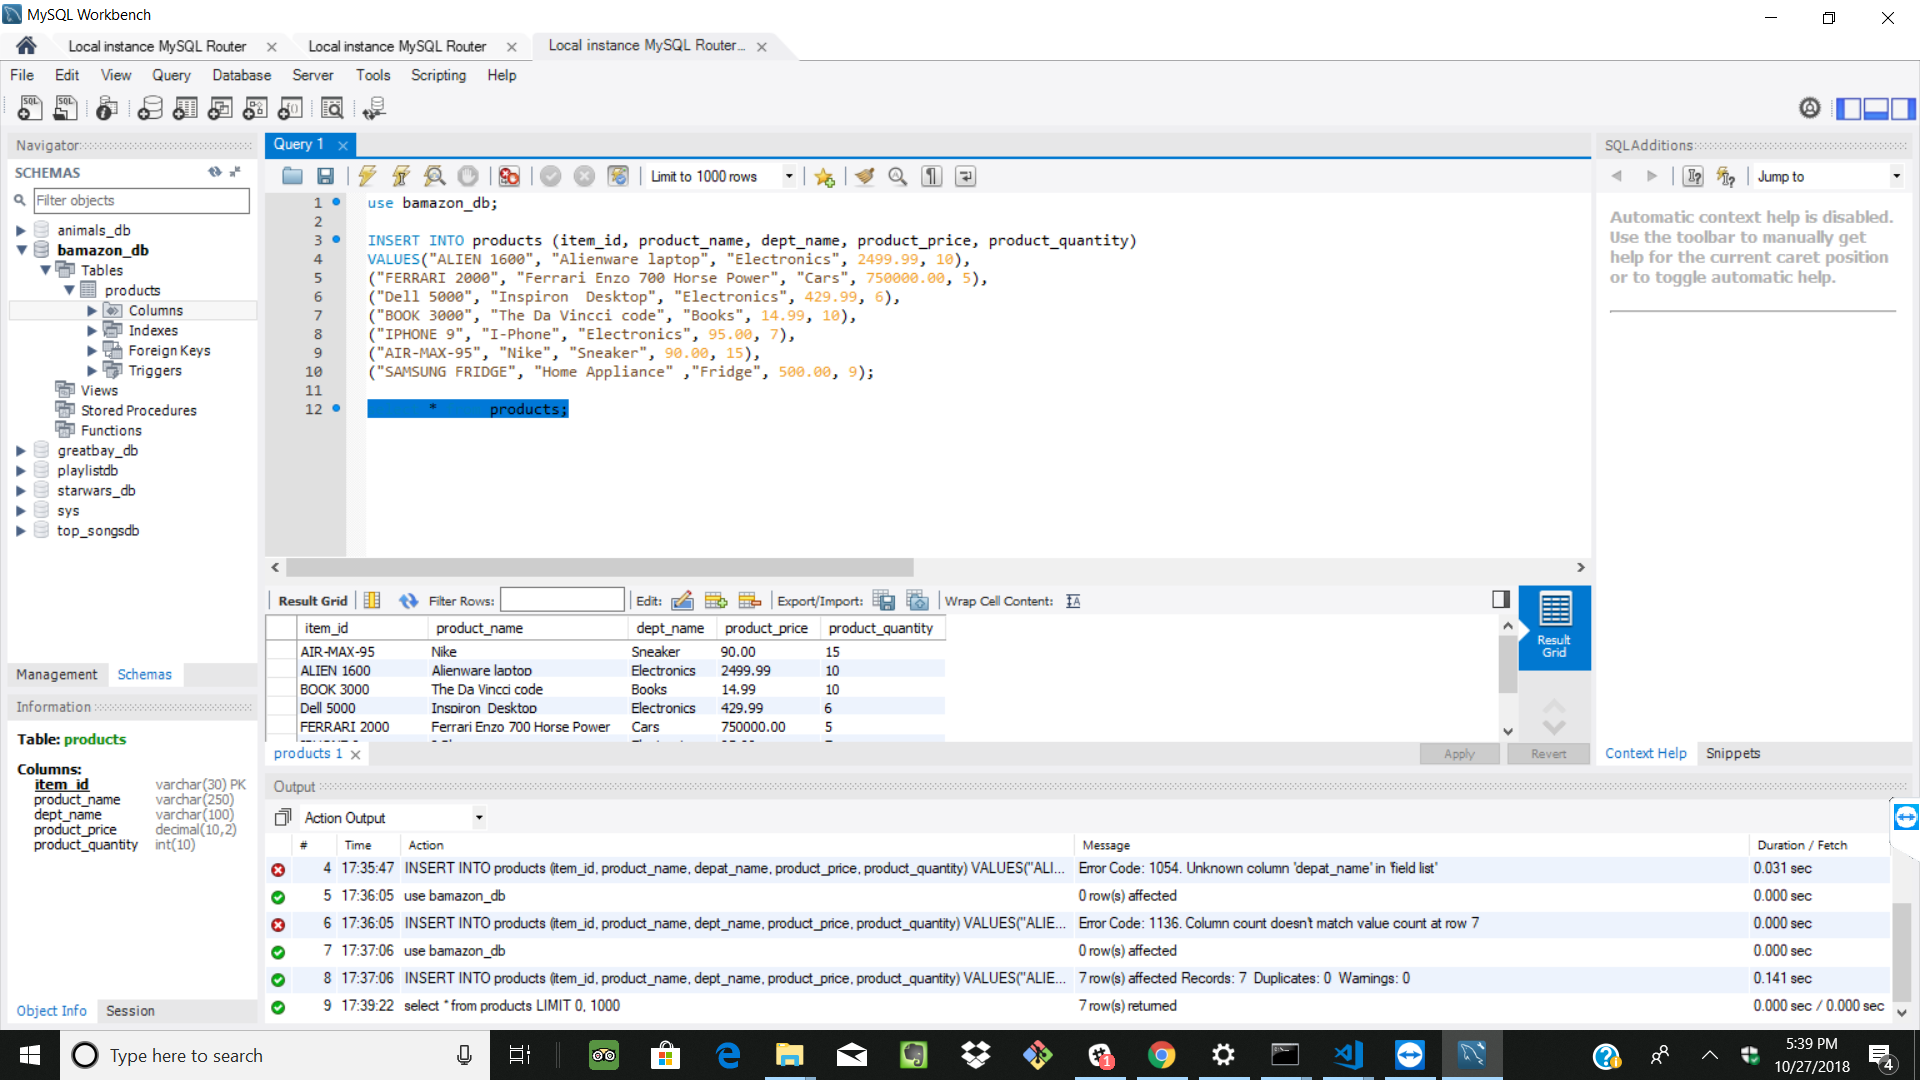 MySQL Workbench
Local instance MySQL Router
Local instance MySQL Router
Local instance MySQL Router...
File Edit View Query Database Server Tools Scripting Help
Navigator
SCHEMAS
Filter objects
animals_db
bamazon_db
Tables
products
Columns
Indexes
Foreign Keys
Triggers
Views
Stored Procedures
Functions
greatbay_db
playlistdb
starwars_db
sys
top_songsdb
Management Schemas
Information
Table: products
Columns:
item_id varchar(30) PK
product_name varchar(250)
dept_name varchar(100)
product_price decimal(10,2)
product_quantity int(10)
Object Info Session
Query 1
Limit to 1000 rows
1 use bamazon_db;
2
3 INSERT INTO products (item_id, product_name, dept_name, product_price, product_quantity)
4 VALUES("ALIEN 1600", "Alienware laptop", "Electronics", 2499.99, 10),
5 ("FERRARI 2000", "Ferrari Enzo 700 Horse Power", "Cars", 750000.00, 5),
6 ("Dell 5000", "Inspiron  Desktop", "Electronics", 429.99, 6),
7 ("BOOK 3000", "The Da Vincci code", "Books", 14.99, 10),
8 ("IPHONE 9", "I-Phone", "Electronics", 95.00, 7),
9 ("AIR-MAX-95", "Nike", "Sneaker", 90.00, 15),
10 ("SAMSUNG FRIDGE", "Home Appliance" ,"Fridge", 500.00, 9);
11
12 * products;
Result Grid Filter Rows: Edit: Export/Import: Wrap Cell Content:
item_id product_name dept_name product_price product_quantity
AIR-MAX-95 Nike Sneaker 90.00 15
ALIEN 1600 Alienware laptop Electronics 2499.99 10
BOOK 3000 The Da Vincci code Books 14.99 10
Dell 5000 Inspiron Desktop Electronics 429.99 6
FERRARI 2000 Ferrari Enzo 700 Horse Power Cars 750000.00 5
Result
Grid
products 1
Apply Revert
SQLAdditions
Jump to
Automatic context help is disabled.
Use the toolbar to manually get
help for the current caret position
or to toggle automatic help.
Context Help Snippets
Output
Action Output
# Time Action Message Duration / Fetch
4 17:35:47 INSERT INTO products (item_id, product_name, depat_name, product_price, product_quantity) VALUES("ALI... Error Code: 1054. Unknown column 'depat_name' in 'field list' 0.031 sec
5 17:36:05 use bamazon_db 0 row(s) affected 0.000 sec
6 17:36:05 INSERT INTO products (item_id, product_name, dept_name, product_price, product_quantity) VALUES("ALIE... Error Code: 1136. Column count doesn't match value count at row 7 0.000 sec
7 17:37:06 use bamazon_db 0 row(s) affected 0.000 sec
8 17:37:06 INSERT INTO products (item_id, product_name, dept_name, product_price, product_quantity) VALUES("ALIE... 7 row(s) affected Records: 7  Duplicates: 0  Warnings: 0 0.141 sec
9 17:39:22 select * from products LIMIT 0, 1000 7 row(s) returned 0.000 sec / 0.000 sec
Type here to search
1
5:39 PM
10/27/2018
4